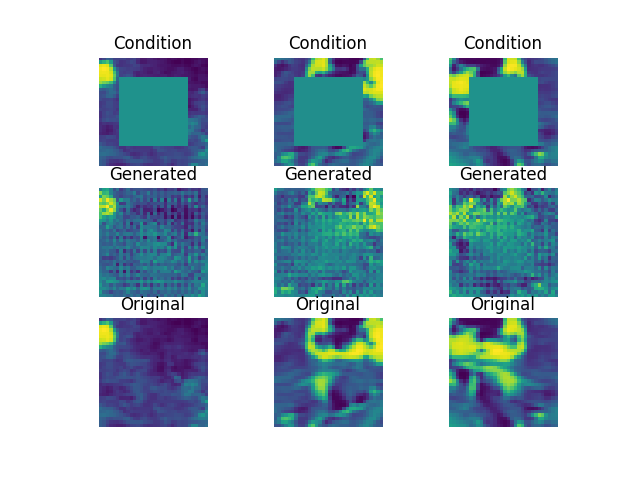 Condition Condition Condition
Generated Generated Generated
Original Original Original